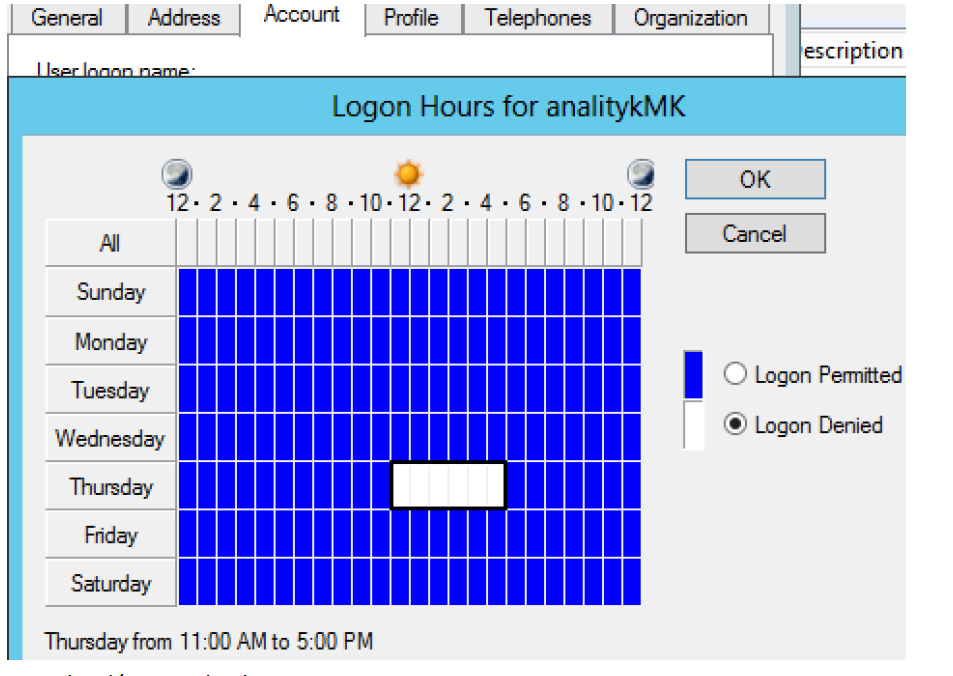 General Address Account Profile Telephones Organization
escription
User logon name:
Logon Hours for analitykMK
12 · 2 · 4 · 6 · 8 · 10 · 12 · 2 · 4 · 6 · 8 · 10 · 12
OK
Cancel
All
Sunday
Monday
Tuesday
Wednesday
Thursday
Friday
Saturday
Logon Permitted
Logon Denied
Thursday from 11:00 AM to 5:00 PM